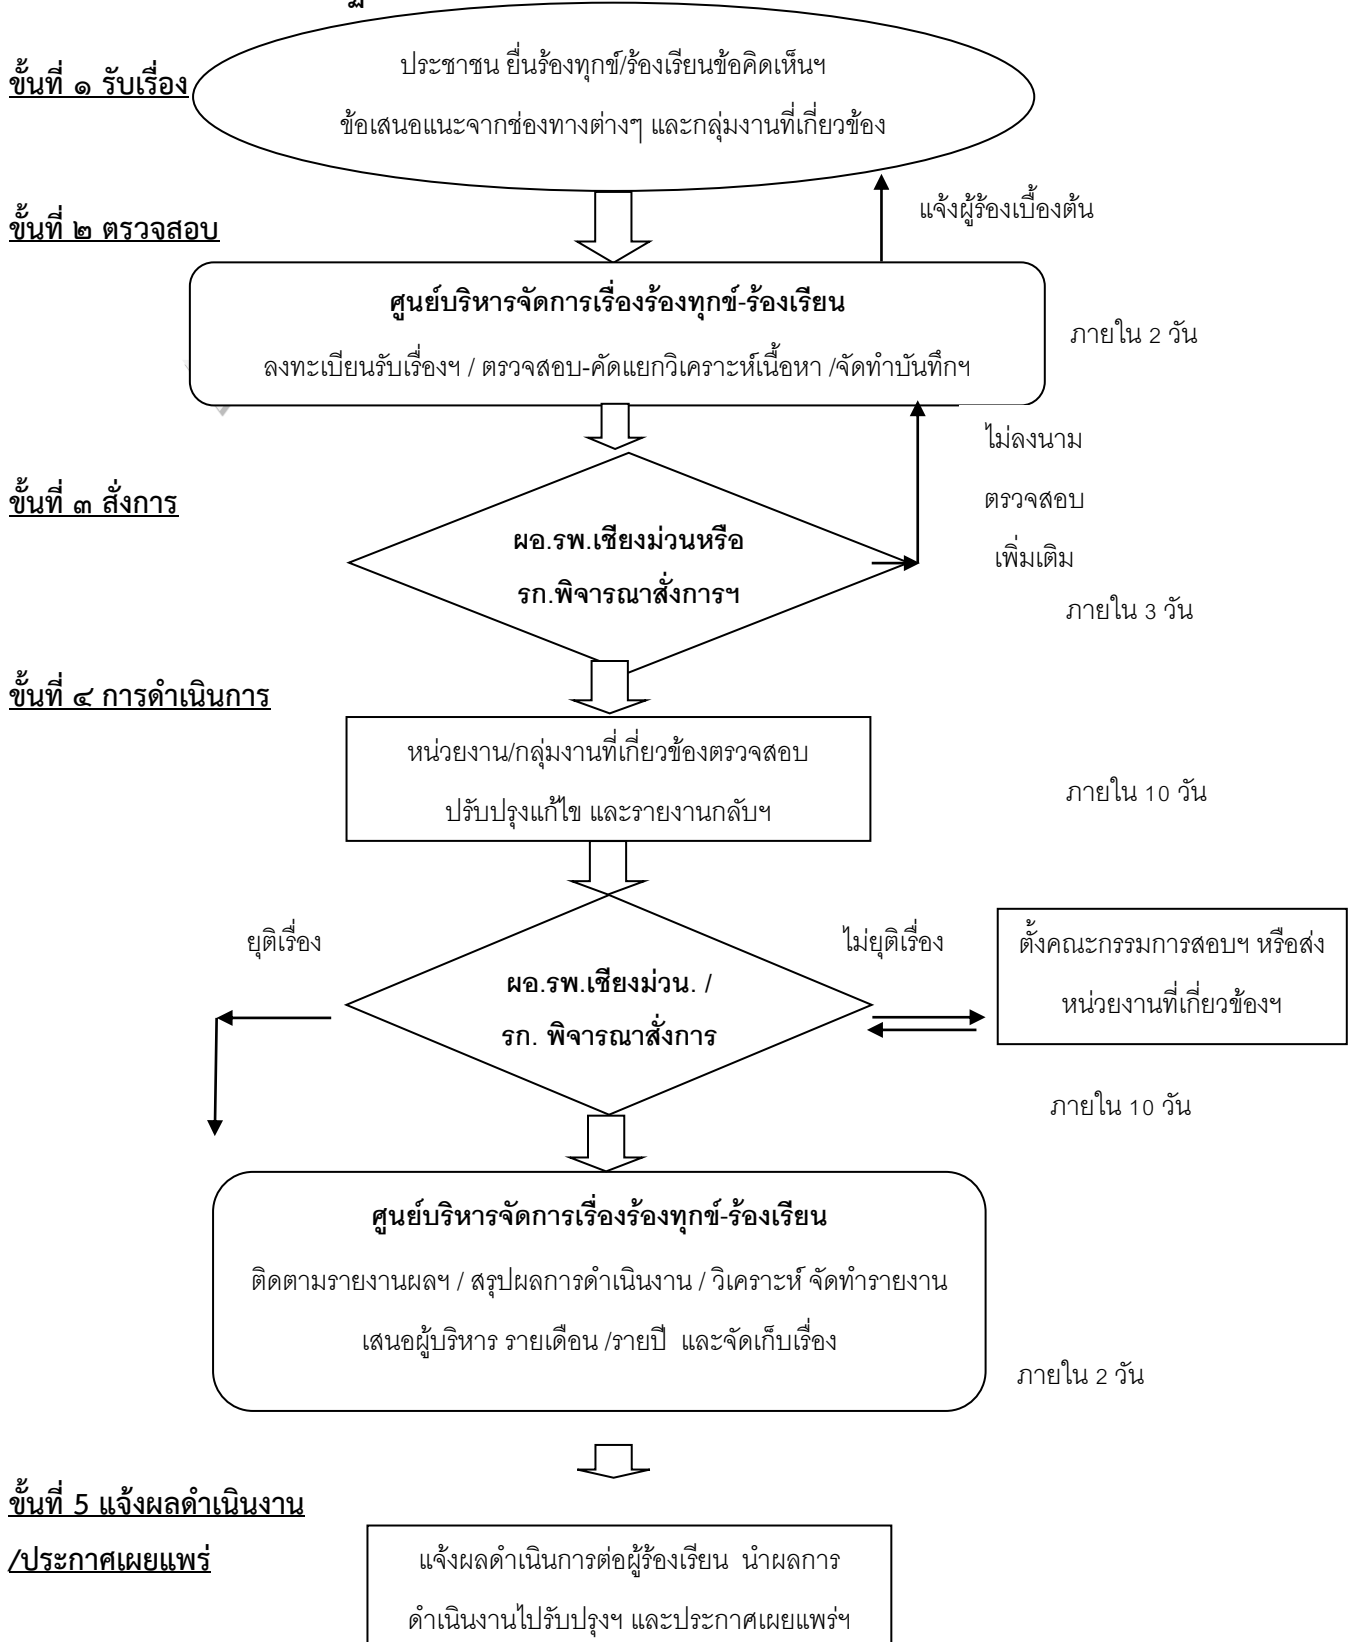 ประชาชน ยื่นร้องทุกข์/ร้องเรียนข้อคิดเห็นฯ
ขั้นที่ ๑ รับเรื่อง
ข้อเสนอแนะจากช่องทางต่างๆ และกลุ่มงานที่เกี่ยวข้อง
แจ้งผู้ร้องเบื้องต้น
ขั้นที่ ๒ ตรวจสอบ
ศูนย์บริหารจัดการเรื่องร้องทุกข์-ร้องเรียน
ภายใน 2 วัน
ลงทะเบียนรับเรื่องฯ / ตรวจสอบ-คัดแยกวิเคราะห์เนื้อหา /จัดทำบันทึกฯ
ไม่ลงนาม
ตรวจสอบ
เพิ่มเติม
ขั้นที่ ๓ สั่งการ
ผอ.รพ.เชียงม่วนหรือ
รก.พิจารณาสั่งการฯ
ภายใน 3 วัน
ขั้นที่ ๔ การดำเนินการ
หน่วยงาน/กลุ่มงานที่เกี่ยวข้องตรวจสอบ
ปรับปรุงแก้ไข และรายงานกลับฯ
ภายใน 10 วัน
ยุติเรื่อง
ไม่ยุติเรื่อง
ตั้งคณะกรรมการสอบฯ หรือส่ง
หน่วยงานที่เกี่ยวข้องฯ
ผอ.รพ.เชียงม่วน. /
รก. พิจารณาสั่งการ
ภายใน 10 วัน
ศูนย์บริหารจัดการเรื่องร้องทุกข์-ร้องเรียน
ติดตามรายงานผลฯ / สรุปผลการดำเนินงาน / วิเคราะห์ จัดทำรายงาน
เสนอผู้บริหาร รายเดือน /รายปี และจัดเก็บเรื่อง
ภายใน 2 วัน
ขั้นที่ 5 แจ้งผลดำเนินงาน
/ประกาศเผยแพร่
แจ้งผลดำเนินการต่อผู้ร้องเรียน นำผลการ
ดำเนินงานไปรับปรุงฯ และประกาศเผยแพร่ฯ